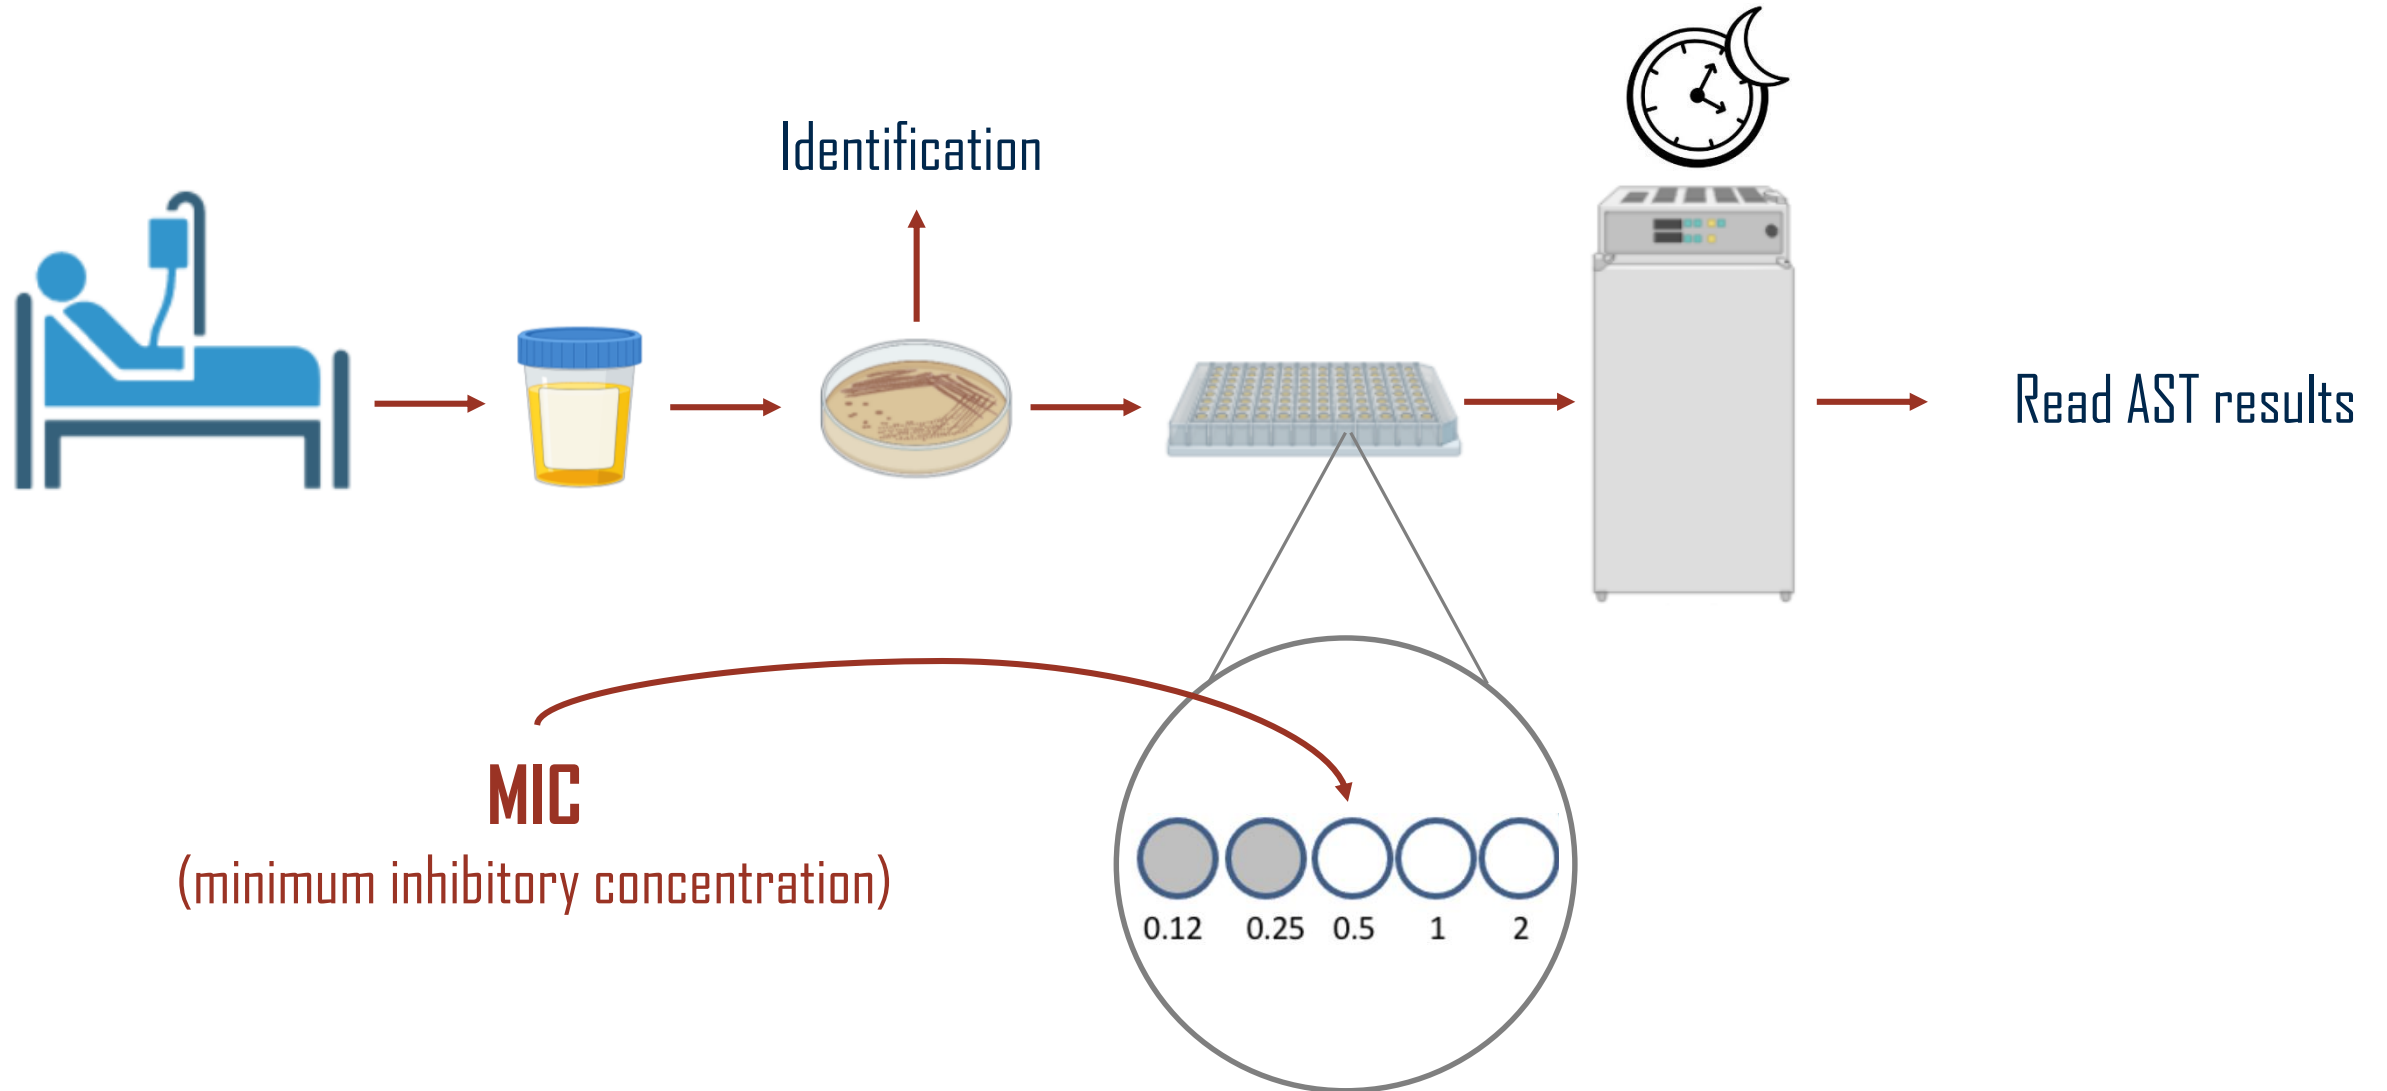 Identification
Read AST results
MIC
(minimum inhibitory concentration)
0.12 0.25 0.5 1 2